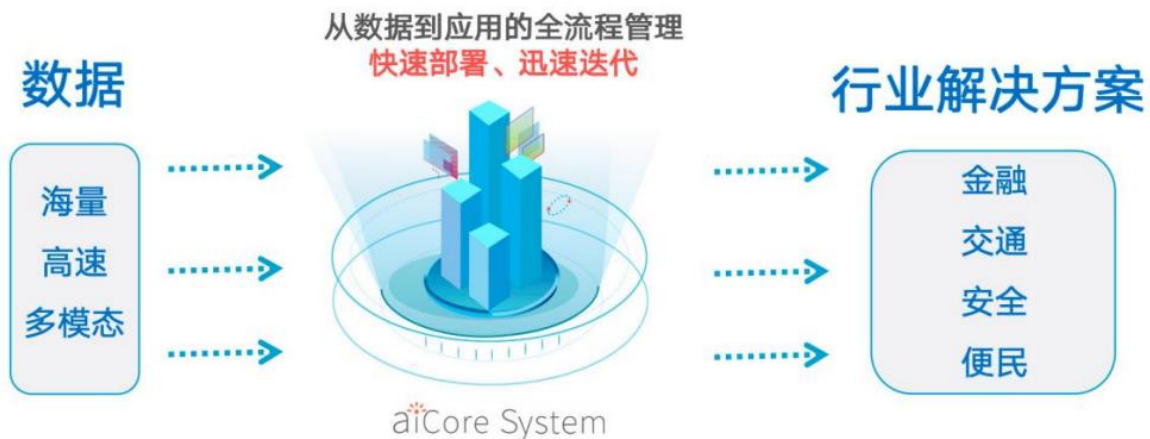 从数据到应用的全流程管理
快速部署、迅速迭代
数据
海量
高速
多模态
aiCore System
行业解决方案
金融
交通
安全
便民